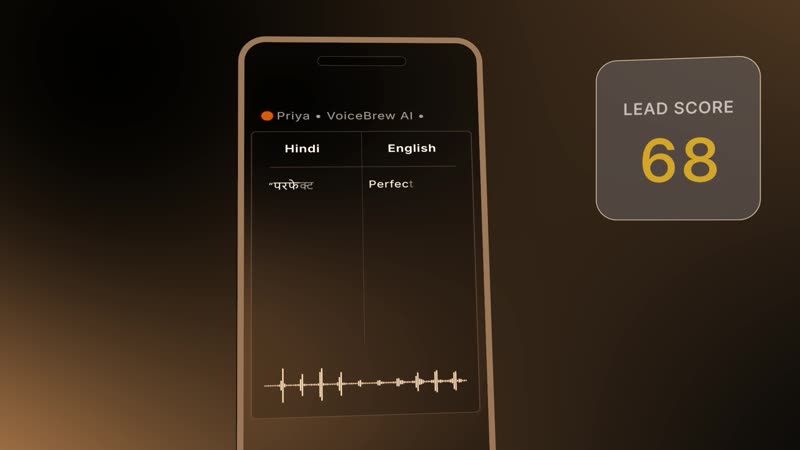 Priya • VoiceBrew AI •
Hindi English
"परफेक्ट Perfect
LEAD SCORE
68